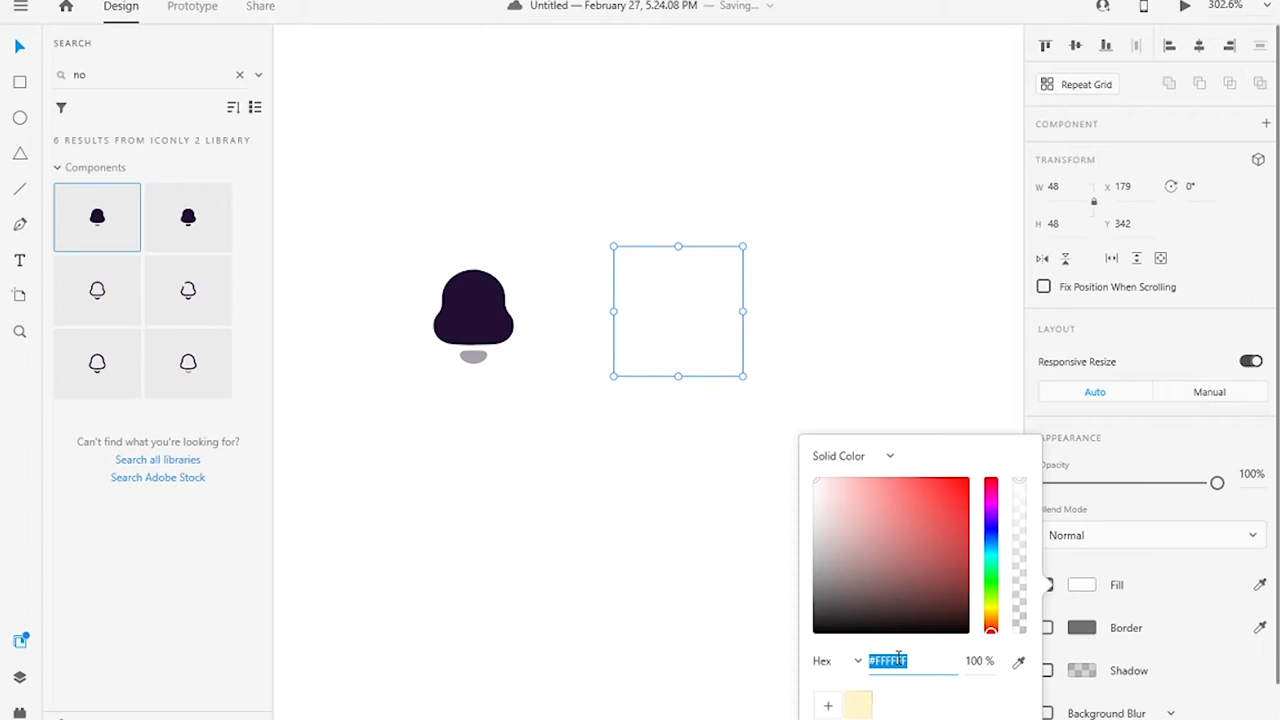 Design Prototype Share
Untitled — February 27, 5.24.08 PM — Saving...
302.6%
SEARCH
no
6 RESULTS FROM ICONLY 2 LIBRARY
Components
Can't find what you're looking for?
Search all libraries
Search Adobe Stock
T
Repeat Grid
COMPONENT
TRANSFORM
W 48 X 179 0°
H 48 Y 342
Fix Position When Scrolling
LAYOUT
Responsive Resize
Auto Manual
APPEARANCE
Opacity
100%
Blend Mode
Normal
Fill
Border
Shadow
Background Blur
Solid Color
Hex #FFFFFF 100 %